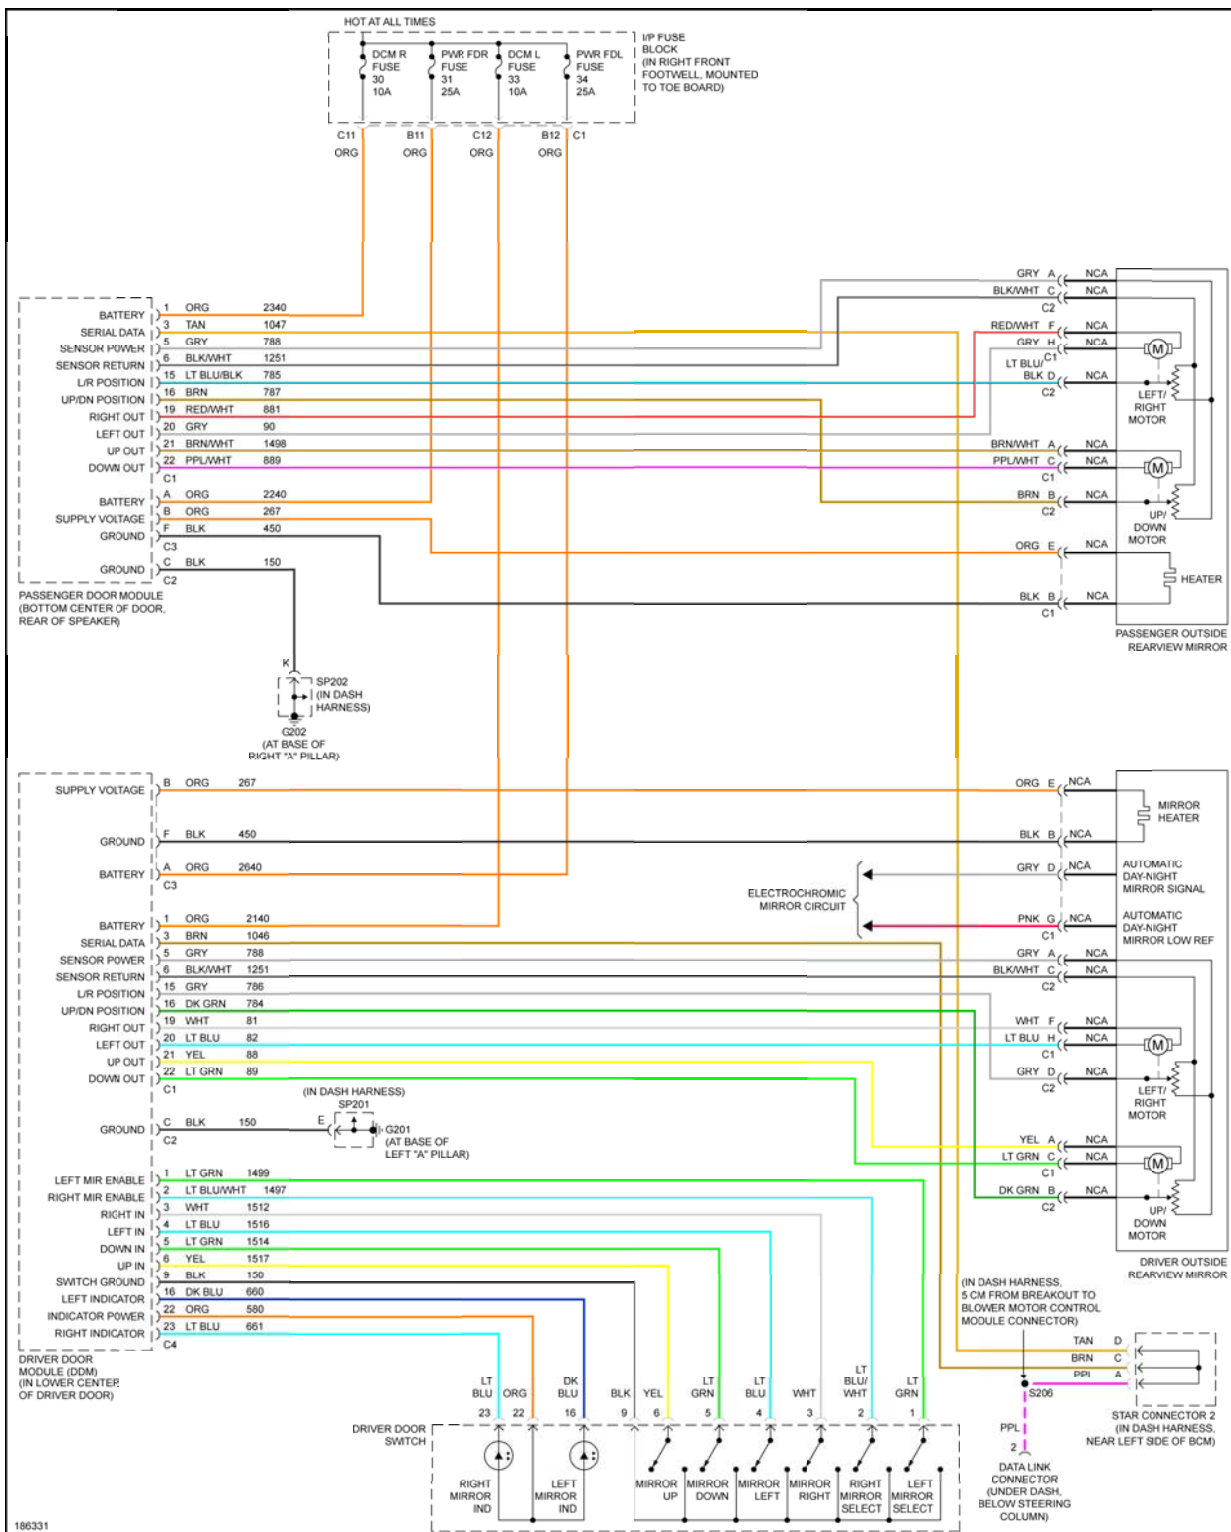 HOT AT ALL TIMES
I/P FUSE
BLOCK
(IN RIGHT FRONT
FOOTWELL, MOUNTED
TO TOE BOARD)
DCM R
FUSE
30
10A
PWR FDR
FUSE
31
25A
DCM L
FUSE
33
10A
PWR FDL
FUSE
34
25A
C11 B11 C12 B12 C1
ORG ORG ORG ORG
BATTERY 1 ORG 2340
SERIAL DATA 3 TAN 1047
SENSOR POWER 5 GRY 788
SENSOR RETURN 6 BLK/WHT 1251
L/R POSITION 15 LT BLU/BLK 785
UP/DN POSITION 16 BRN 787
RIGHT OUT 19 RED/WHT 881
LEFT OUT 20 GRY 90
UP OUT 21 BRN/WHT 1498
DOWN OUT 22 PPL/WHT 889
C1
BATTERY A ORG 2240
SUPPLY VOLTAGE B ORG 267
GROUND F BLK 450
C3
GROUND C BLK 150
C2
PASSENGER DOOR MODULE
(BOTTOM CENTER OF DOOR,
REAR OF SPEAKER)
GRY A NCA
BLK/WHT C NCA
C2
RED/WHT F NCA
GRY H NCA
C1
LT BLU/
BLK D NCA
C2
M
LEFT/
RIGHT
MOTOR
BRN/WHT A NCA
PPL/WHT C NCA
C1
BRN B NCA
C2
M
UP/
DOWN
MOTOR
ORG E NCA
HEATER
BLK B NCA
C1
PASSENGER OUTSIDE
REARVIEW MIRROR
K
SP202
(IN DASH
HARNESS)
G202
(AT BASE OF
RIGHT "A" PILLAR)
SUPPLY VOLTAGE B ORG 267
GROUND F BLK 450
BATTERY A ORG 2640
C3
BATTERY 1 ORG 2140
SERIAL DATA 3 BRN 1046
SENSOR POWER 5 GRY 788
SENSOR RETURN 6 BLK/WHT 1251
L/R POSITION 15 GRY 786
UP/DN POSITION 16 DK GRN 784
RIGHT OUT 19 WHT 81
LEFT OUT 20 LT BLU 82
UP OUT 21 YEL 88
DOWN OUT 22 LT GRN 89
C1
GROUND C BLK 150
C2
(IN DASH HARNESS)
SP201
E
G201
(AT BASE OF
LEFT "A" PILLAR)
LEFT MIR ENABLE 1 LT GRN 1499
RIGHT MIR ENABLE 2 LT BLU/WHT 1497
RIGHT IN 3 WHT 1512
LEFT IN 4 LT BLU 1516
DOWN IN 5 LT GRN 1514
UP IN 6 YEL 1517
SWITCH GROUND 9 BLK 150
LEFT INDICATOR 16 DK BLU 660
INDICATOR POWER 22 ORG 580
RIGHT INDICATOR 23 LT BLU 661
C4
DRIVER DOOR
MODULE (DDM)
(IN LOWER CENTER
OF DRIVER DOOR)
ORG E NCA
MIRROR
HEATER
BLK B NCA
ELECTROCHROMIC
MIRROR CIRCUIT
GRY D NCA
AUTOMATIC
DAY-NIGHT
MIRROR SIGNAL
PNK G NCA
C1
AUTOMATIC
DAY-NIGHT
MIRROR LOW REF
GRY A NCA
BLK/WHT C NCA
C2
WHT F NCA
LT BLU H NCA
C1
GRY D NCA
C2
M
LEFT/
RIGHT
MOTOR
YEL A NCA
LT GRN C NCA
C1
DK GRN B NCA
C2
M
UP/
DOWN
MOTOR
DRIVER OUTSIDE
REARVIEW MIRROR
(IN DASH HARNESS,
5 CM FROM BREAKOUT TO
BLOWER MOTOR CONTROL
MODULE CONNECTOR)
TAN D
BRN C
PPL A
S206
STAR CONNECTOR 2
(IN DASH HARNESS,
NEAR LEFT SIDE OF BCM)
PPL
2
DATA LINK
CONNECTOR
(UNDER DASH,
BELOW STEERING
COLUMN)
LT
BLU
23
ORG
22
DK
BLU
16
BLK
9
YEL
6
LT
GRN
5
LT
BLU
4
WHT
3
LT
BLU/
WHT
2
LT
GRN
1
DRIVER DOOR
SWITCH
RIGHT
MIRROR
IND
LEFT
MIRROR
IND
MIRROR
UP
MIRROR
DOWN
MIRROR
LEFT
MIRROR
RIGHT
RIGHT
MIRROR
SELECT
LEFT
MIRROR
SELECT
186331